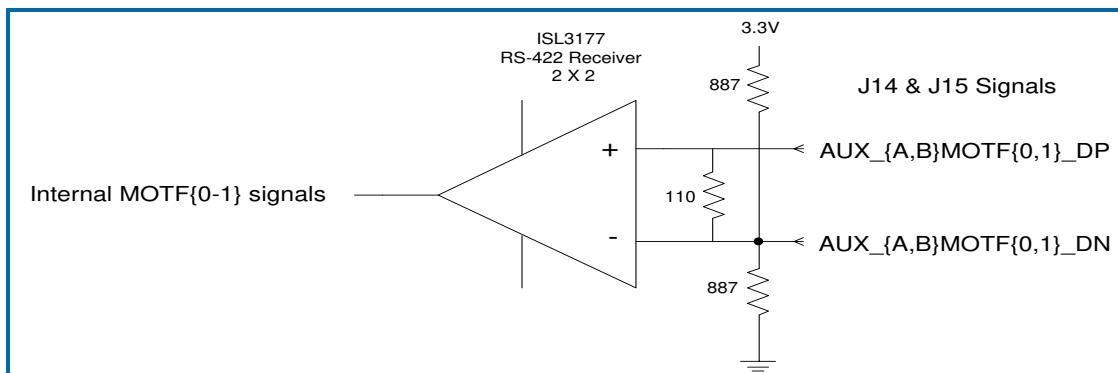 ISL3177
RS-422 Receiver
2 X 2
3.3V
887
J14 & J15 Signals
+
AUX_{A,B}MOTF{0,1}_DP
Internal MOTF{0-1} signals
110
-
AUX_{A,B}MOTF{0,1}_DN
887